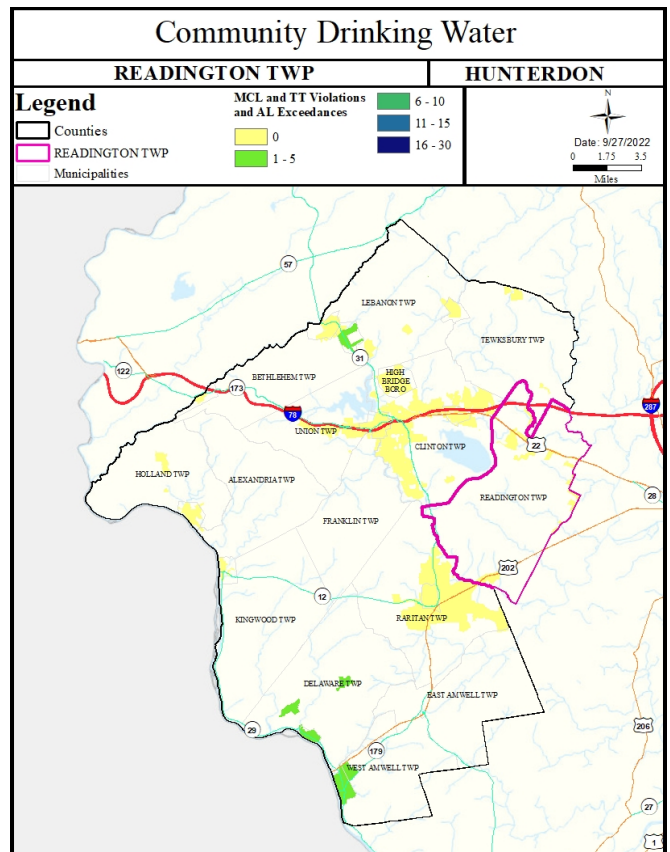 Community Drinking Water
READINGTON TWP
HUNTERDON
Legend
Counties
READINGTON TWP
Municipalities
MCL and TT Violations
and AL Exceedances
0
1 - 5
6 - 10
11 - 15
16 - 30
N
Date: 9/27/2022
0 1.75 3.5
Miles
57
LEBANON TWP
TEWKSBURY TWP
31
122
173
BETHLEHEM TWP
HIGH
BRIDGE
BORO
287
78
UNION TWP
CLINTON TWP
22
HOLLAND TWP
ALEXANDRIA TWP
READINGTON TWP
28
FRANKLIN TWP
202
12
KINGWOOD TWP
RARITAN TWP
DELAWARE TWP
EAST AMWELL TWP
29
179
206
WEST AMWELL TWP
27
1